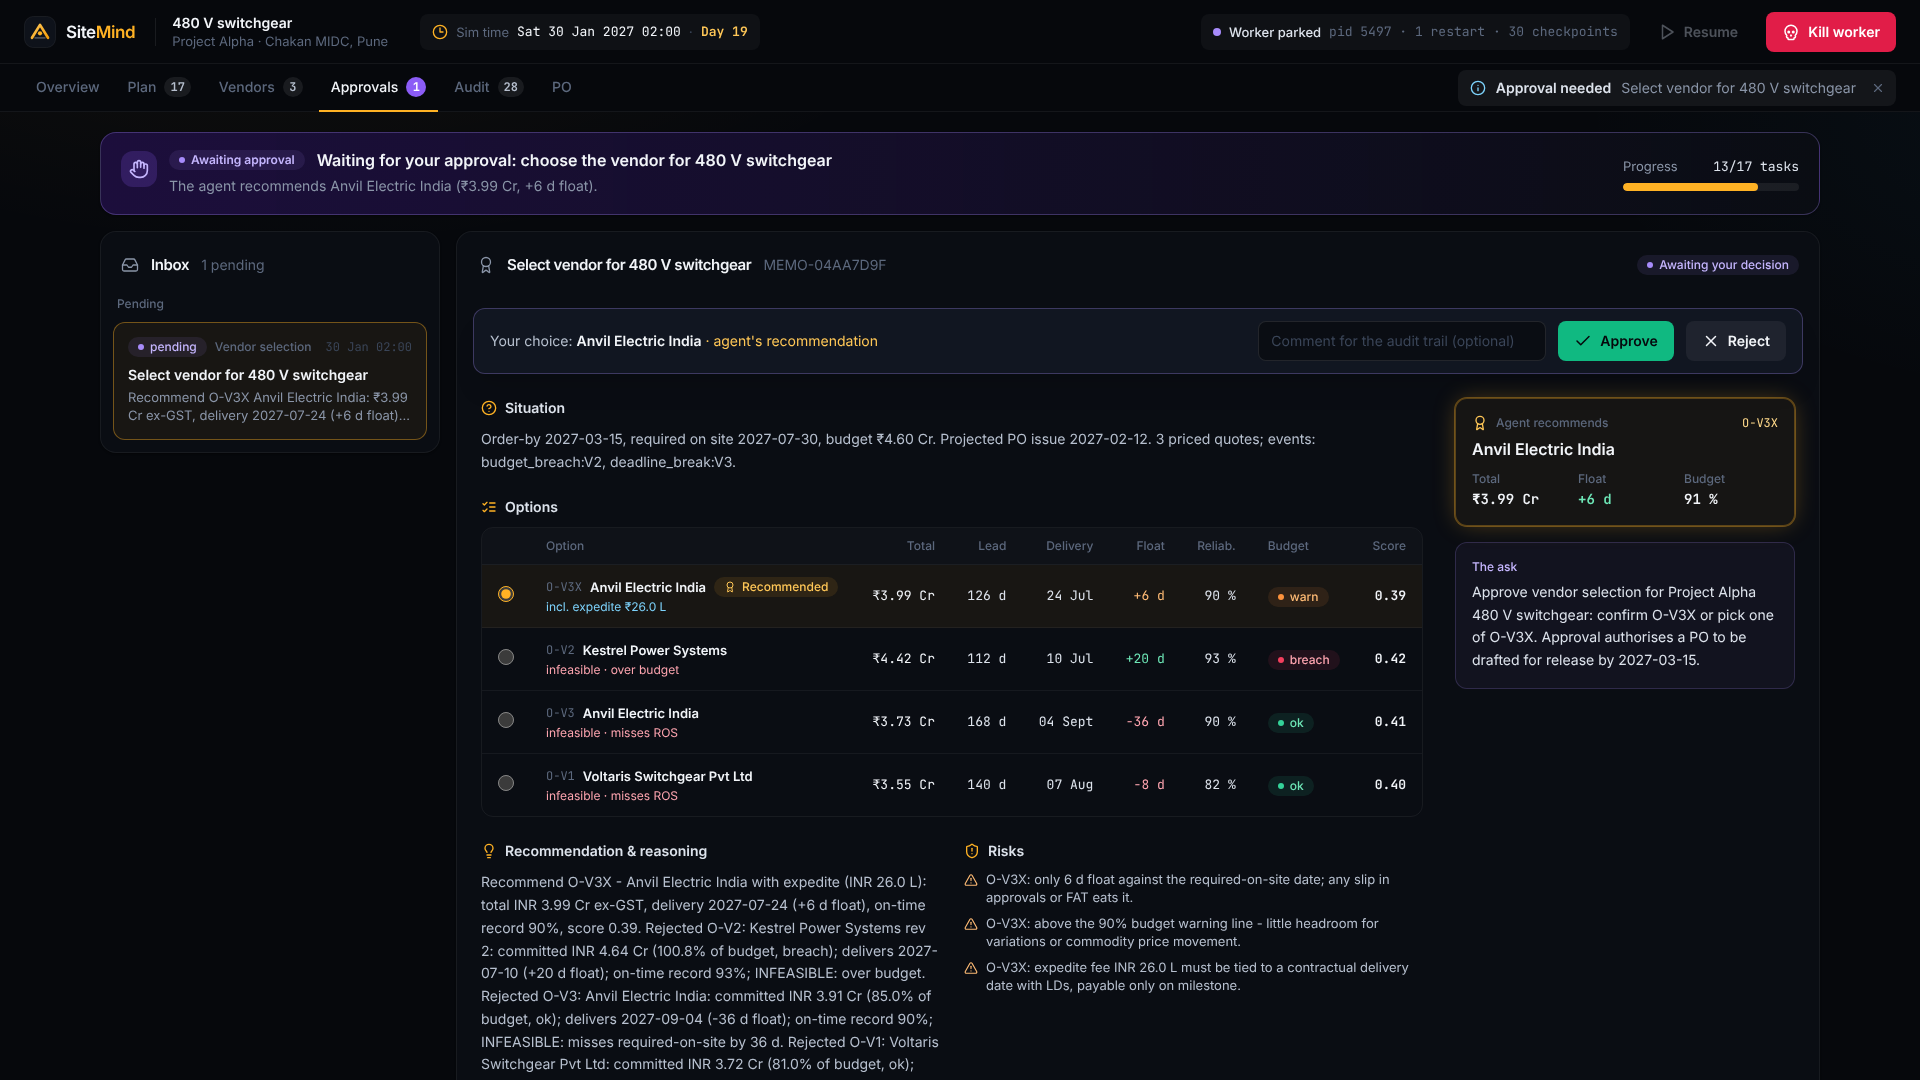 SiteMind
480 V switchgear
Project Alpha · Chakan MIDC, Pune
Sim time Sat 30 Jan 2027 02:00 · Day 19
Worker parked pid 5497 · 1 restart · 30 checkpoints
Resume
Kill worker
Overview
Plan 17
Vendors 3
Approvals 1
Audit 28
PO
Approval needed Select vendor for 480 V switchgear
Awaiting approval Waiting for your approval: choose the vendor for 480 V switchgear
The agent recommends Anvil Electric India (₹3.99 Cr, +6 d float).
Progress 13/17 tasks
Inbox 1 pending
Pending
pending Vendor selection 30 Jan 02:00
Select vendor for 480 V switchgear
Recommend O-V3X Anvil Electric India: ₹3.99
Cr ex-GST, delivery 2027-07-24 (+6 d float)...
Select vendor for 480 V switchgear MEMO-04AA7D9F
Awaiting your decision
Your choice: Anvil Electric India · agent's recommendation
Comment for the audit trail (optional)
Approve
Reject
Situation
Order-by 2027-03-15, required on site 2027-07-30, budget ₹4.60 Cr. Projected PO issue 2027-02-12. 3 priced quotes; events:
budget_breach:V2, deadline_break:V3.
Options
Option Total Lead Delivery Float Reliab. Budget Score
O-V3X Anvil Electric India Recommended ₹3.99 Cr 126 d 24 Jul +6 d 90 % warn 0.39
incl. expedite ₹26.0 L
O-V2 Kestrel Power Systems ₹4.42 Cr 112 d 10 Jul +20 d 93 % breach 0.42
infeasible · over budget
O-V3 Anvil Electric India ₹3.73 Cr 168 d 04 Sept -36 d 90 % ok 0.41
infeasible · misses ROS
O-V1 Voltaris Switchgear Pvt Ltd ₹3.55 Cr 140 d 07 Aug -8 d 82 % ok 0.40
infeasible · misses ROS
Agent recommends O-V3X
Anvil Electric India
Total Float Budget
₹3.99 Cr +6 d 91 %
The ask
Approve vendor selection for Project Alpha
480 V switchgear: confirm O-V3X or pick one
of O-V3X. Approval authorises a PO to be
drafted for release by 2027-03-15.
Recommendation & reasoning
Recommend O-V3X - Anvil Electric India with expedite (INR 26.0 L):
total INR 3.99 Cr ex-GST, delivery 2027-07-24 (+6 d float), on-time
record 90%, score 0.39. Rejected O-V2: Kestrel Power Systems rev
2: committed INR 4.64 Cr (100.8% of budget, breach); delivers 2027-
07-10 (+20 d float); on-time record 93%; INFEASIBLE: over budget.
Rejected O-V3: Anvil Electric India: committed INR 3.91 Cr (85.0% of
budget, ok); delivers 2027-09-04 (-36 d float); on-time record 90%;
INFEASIBLE: misses required-on-site by 36 d. Rejected O-V1: Voltaris
Switchgear Pvt Ltd: committed INR 3.72 Cr (81.0% of budget, ok);
Risks
O-V3X: only 6 d float against the required-on-site date; any slip in
approvals or FAT eats it.
O-V3X: above the 90% budget warning line - little headroom for
variations or commodity price movement.
O-V3X: expedite fee INR 26.0 L must be tied to a contractual delivery
date with LDs, payable only on milestone.